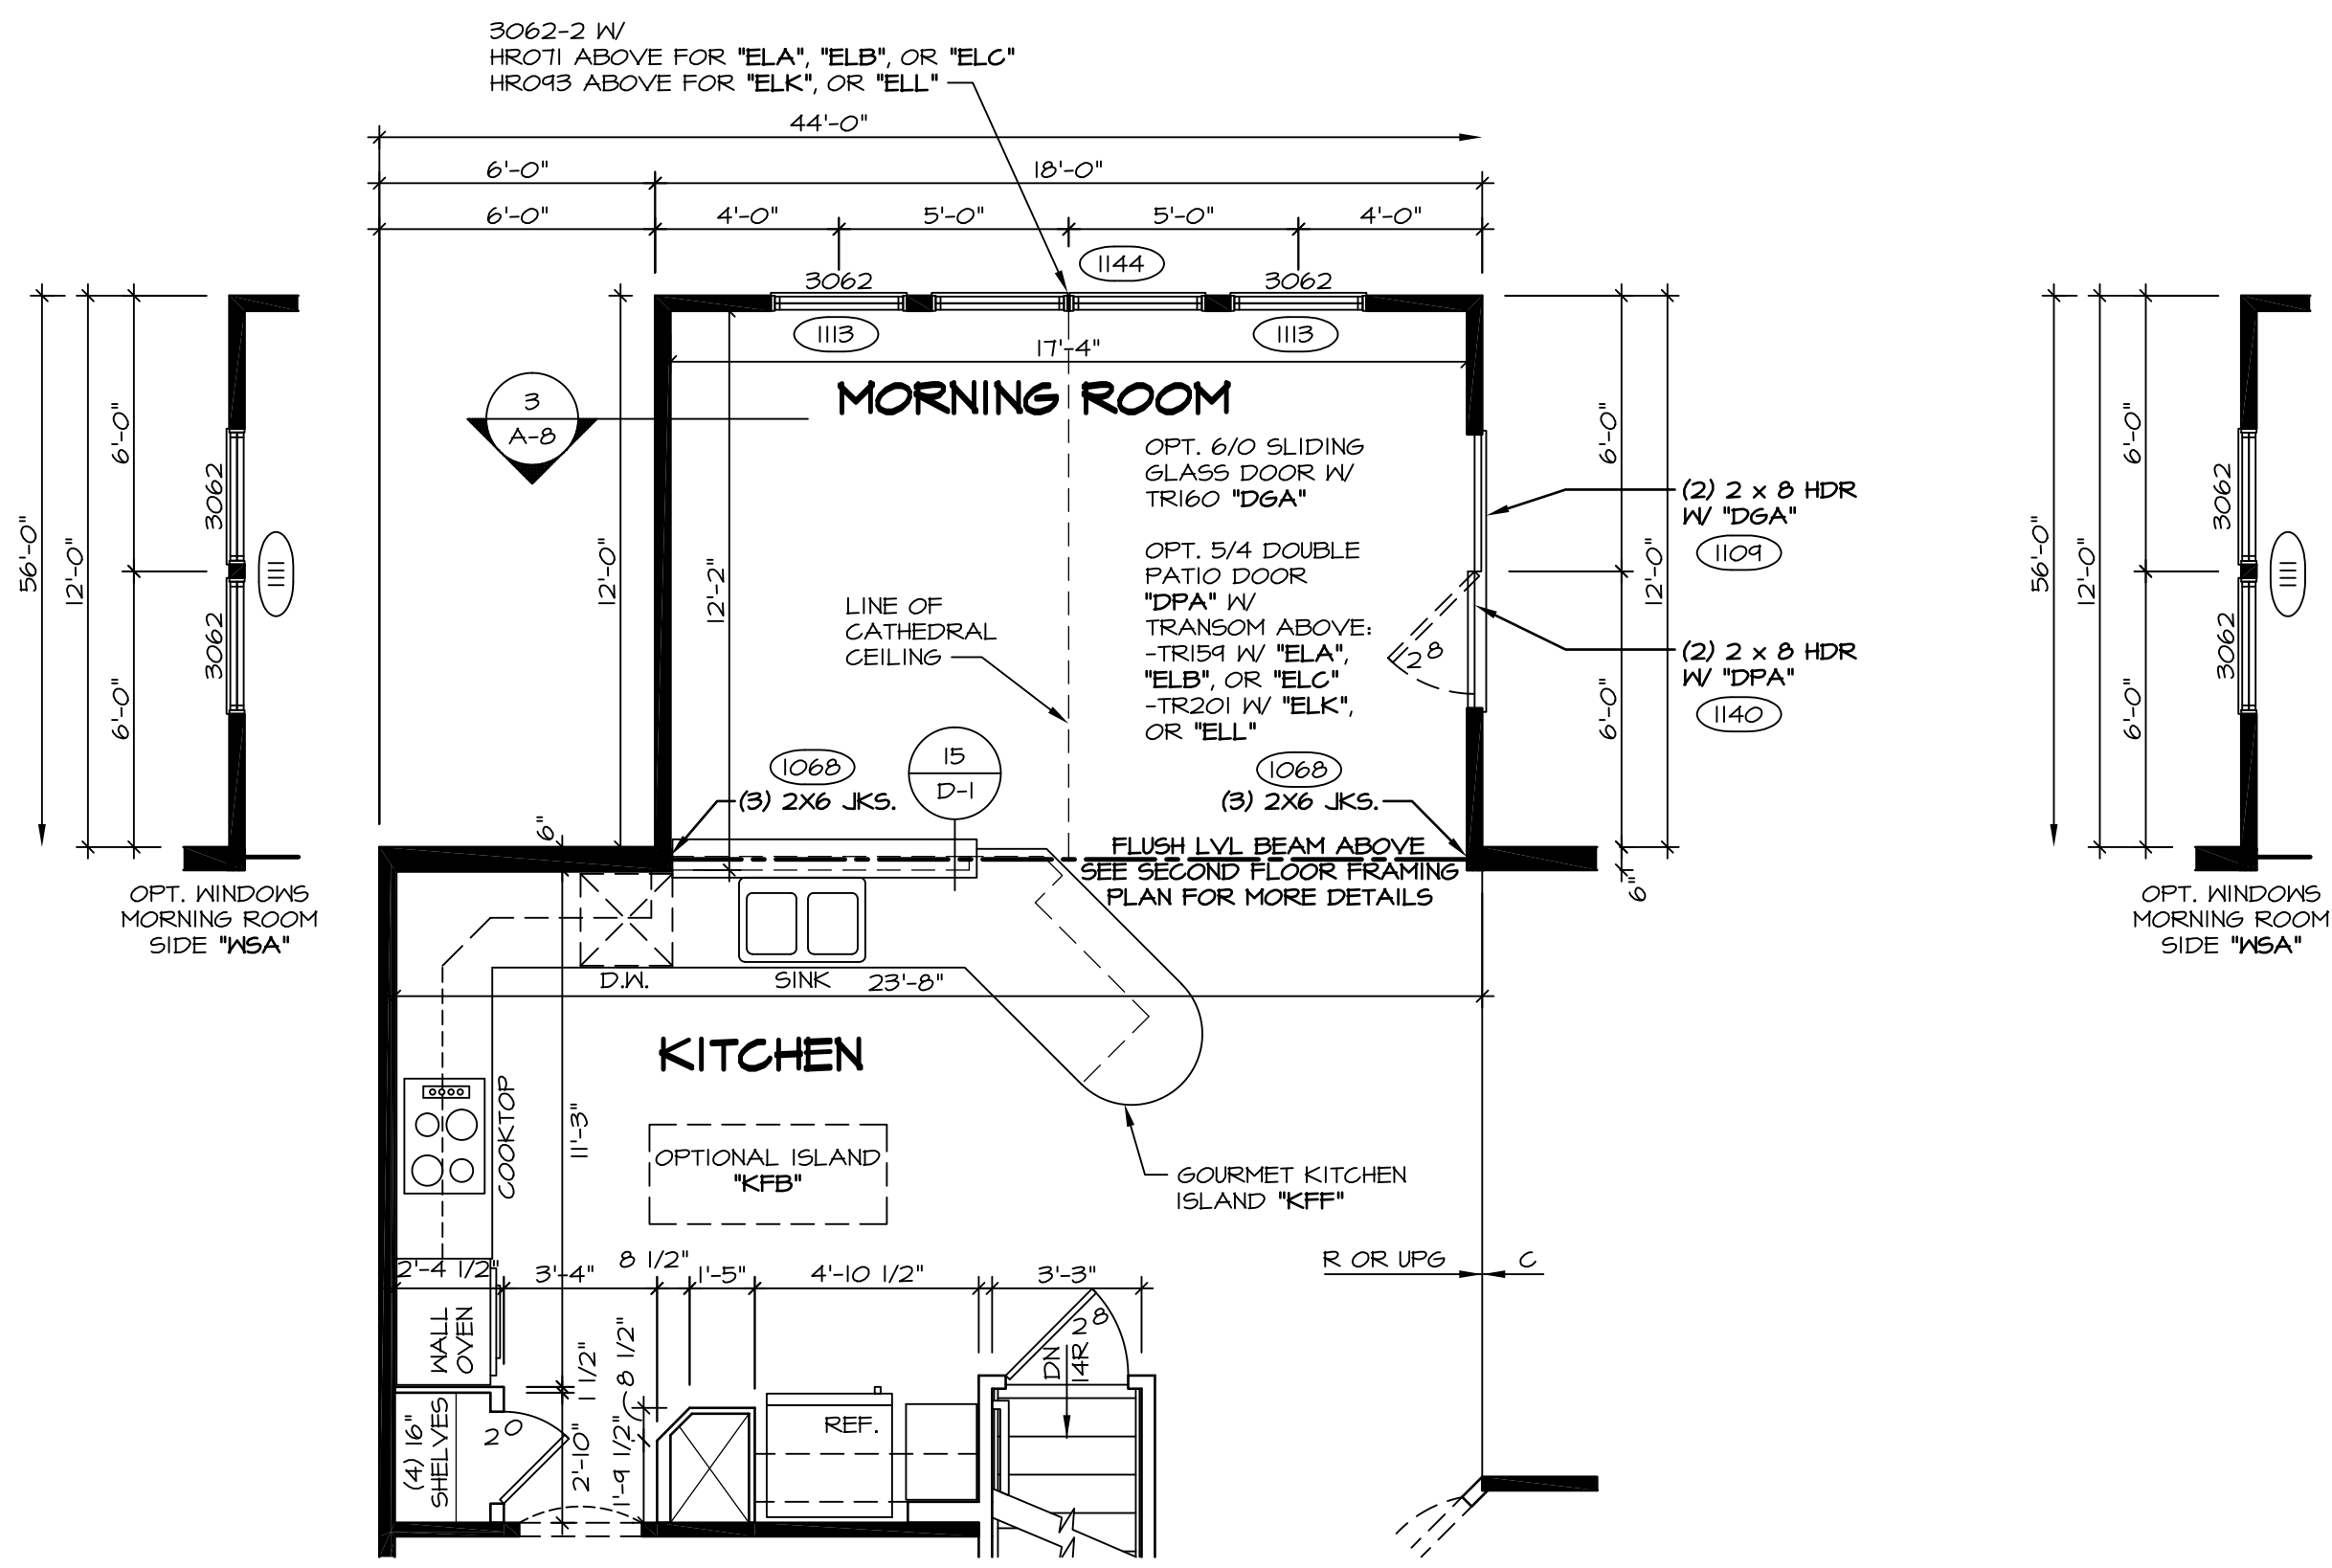 3062-2 W/
HR071 ABOVE FOR "ELA", "ELB", OR "ELC"
HR093 ABOVE FOR "ELK", OR "ELL"
44'-0"
6'-0"
18'-0"
6'-0"
4'-0"
5'-0"
5'-0"
4'-0"
1144
3062
3062
1113
1113
17'-4"
MORNING ROOM
3
A-8
56'-0"
12'-0"
6'-0"
6'-0"
3062
3062
1111
OPT. WINDOWS
MORNING ROOM
SIDE "WSA"
12'-0"
12'-2"
6"
OPT. 6/0 SLIDING
GLASS DOOR W/
TR160 "DGA"
OPT. 5/4 DOUBLE
PATIO DOOR
"DPA" W/
TRANSOM ABOVE:
-TR159 W/ "ELA",
"ELB", OR "ELC"
-TR201 W/ "ELK",
OR "ELL"
LINE OF
CATHEDRAL
CEILING
28
6'-0"
6'-0"
12'-0"
6"
(2) 2 x 8 HDR
W/ "DGA"
1109
(2) 2 x 8 HDR
W/ "DPA"
1140
56'-0"
12'-0"
6'-0"
6'-0"
3062
3062
1111
OPT. WINDOWS
MORNING ROOM
SIDE "WSA"
1068
(3) 2X6 JKS.
15
D-1
1068
(3) 2X6 JKS.
FLUSH LVL BEAM ABOVE
SEE SECOND FLOOR FRAMING
PLAN FOR MORE DETAILS
D.W.
SINK
23'-8"
KITCHEN
COOKTOP
11'-3"
OPTIONAL ISLAND
"KFB"
GOURMET KITCHEN
ISLAND "KFF"
R OR UPG
C
2'-4 1/2"
3'-4"
8 1/2"
1'-5"
4'-10 1/2"
3'-3"
WALL
OVEN
1 1/2"
8 1/2"
28
DN
14R
(4) 16"
SHELVES
20
2'-10"
1'-9 1/2"
REF.